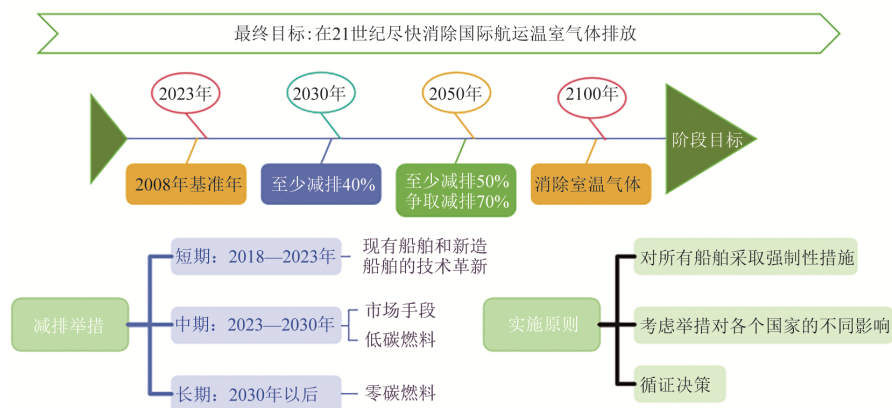 最终目标:在21世纪尽快消除国际航运温室气体排放
2023年
2030年
2050年
2100年
阶段目标
2008年基准年
至少减排40%
至少减排50%
争取减排70%
消除室温气体
减排举措
短期：2018—2023年
现有船舶和新造
船舶的技术革新
中期：2023—2030年
市场手段
低碳燃料
长期：2030年以后
零碳燃料
实施原则
对所有船舶采取强制性措施
考虑举措对各个国家的不同影响
循证决策